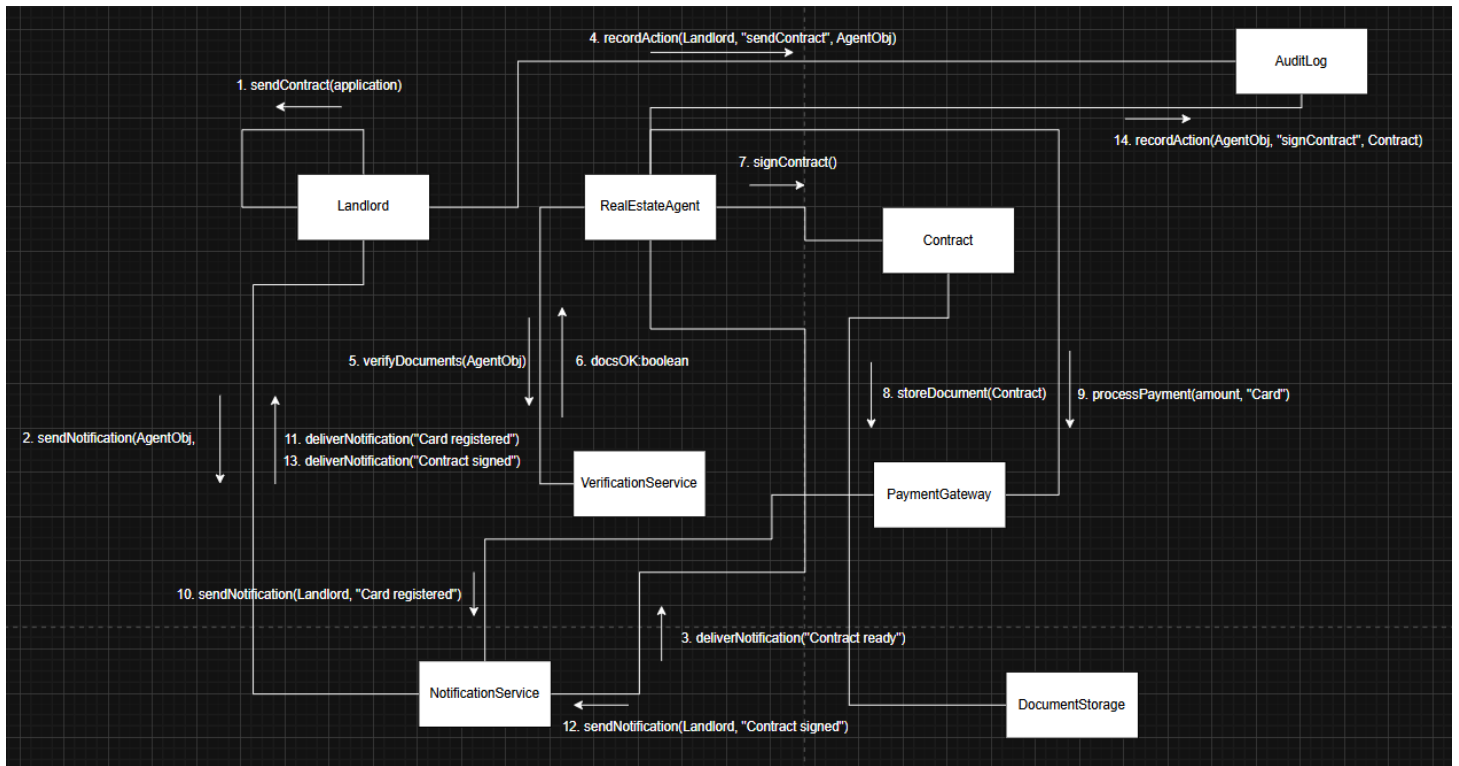 4. recordAction(Landlord, "sendContract", AgentObj)
AuditLog
1. sendContract(application)
14. recordAction(AgentObj, "signContract", Contract)
7. signContract()
Landlord
RealEstateAgent
Contract
5. verifyDocuments(AgentObj)
6. docsOK:boolean
8. storeDocument(Contract)
9. processPayment(amount, "Card")
2. sendNotification(AgentObj,
11. deliverNotification("Card registered")
13. deliverNotification("Contract signed")
VerificationSeervice
PaymentGateway
10. sendNotification(Landlord, "Card registered")
3. deliverNotification("Contract ready")
NotificationService
DocumentStorage
12. sendNotification(Landlord, "Contract signed")